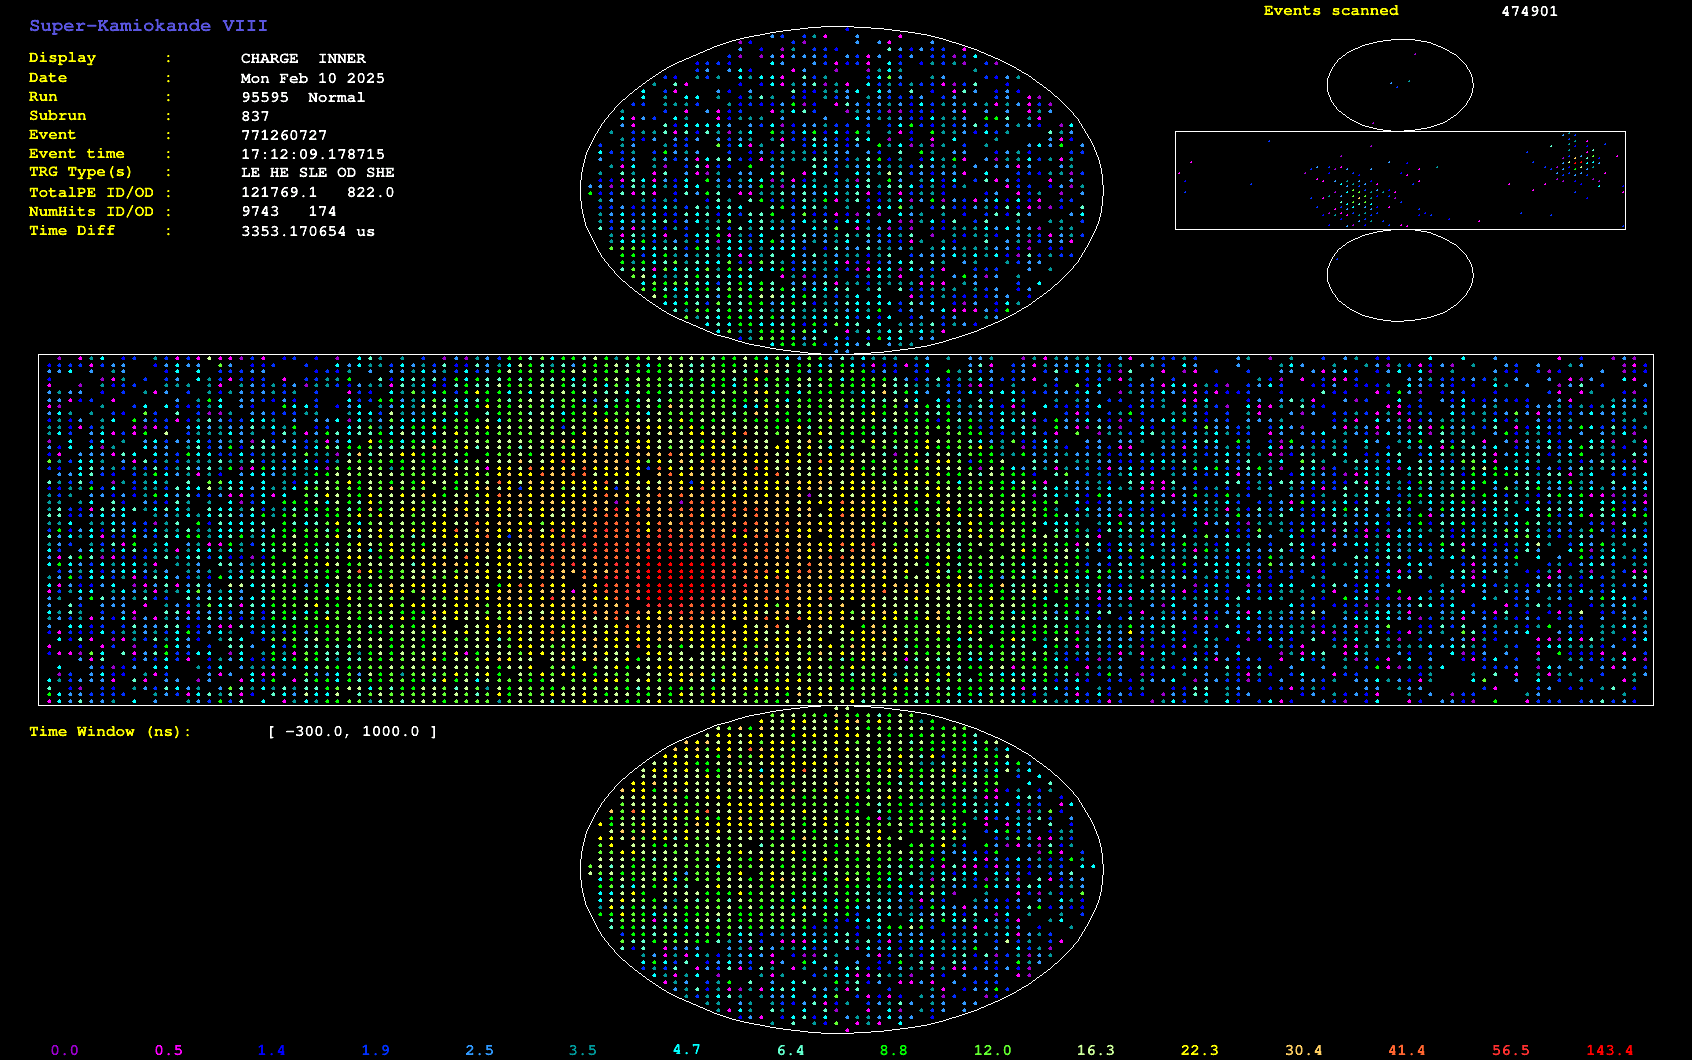 Super-Kamiokande VIII
Display : CHARGE INNER
Date : Mon Feb 10 2025
Run : 95595 Normal
Subrun : 837
Event : 771260727
Event time : 17:12:09.178715
TRG Type(s) : LE HE SLE OD SHE
TotalPE ID/OD : 121769.1 822.0
NumHits ID/OD : 9743 174
Time Diff : 3353.170654 us
Events scanned 474901
Time Window (ns): [ -300.0, 1000.0 ]
0.0 0.5 1.4 1.9 2.5 3.5 4.7 6.4 8.8 12.0 16.3 22.3 30.4 41.4 56.5 143.4